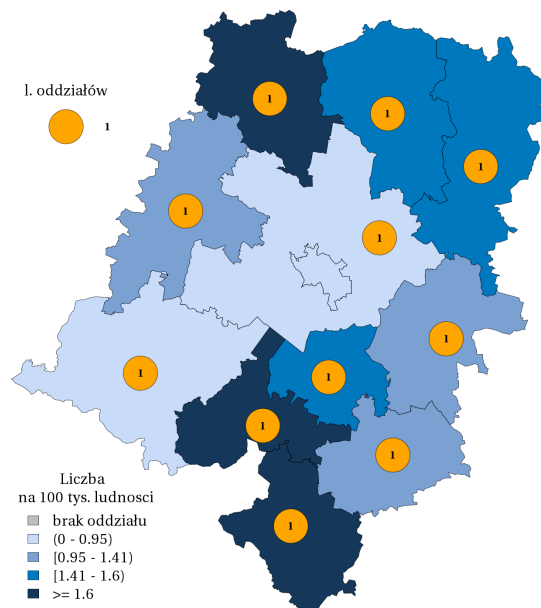 l. oddziałów
1
1
1
1
1
1
1
1
1
1
1
1
Liczba
na 100 tys. ludnosci
brak oddziału
(0 - 0.95)
[0.95 - 1.41)
[1.41 - 1.6)
>= 1.6